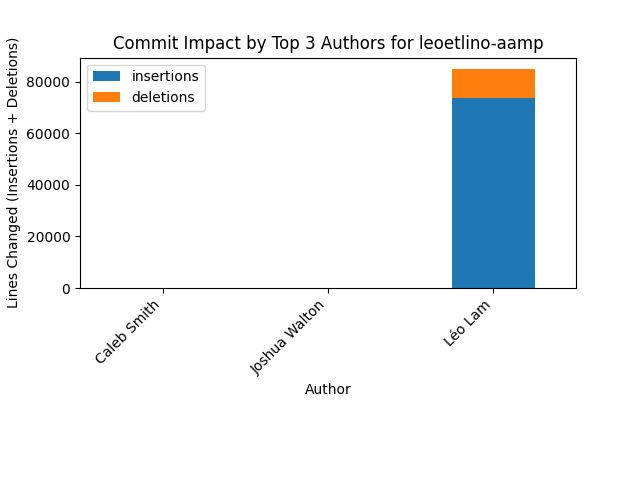 Commit Impact by Top 3 Authors for leoetlino-aamp
Lines Changed (Insertions + Deletions)
insertions
deletions
80000
60000
40000
20000
0
Caleb Smith
Joshua Walton
Léo Lam
Author